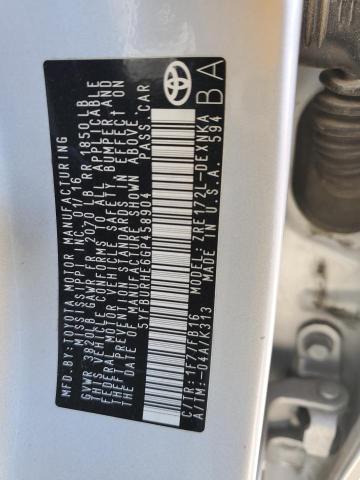 MFD.BY:TOYOTA MOTOR MANUFACTURING
MISSISSIPPI INC. 01/16
GVWR 3820LB GAWR FR 2070 LB RR 1850 LB
THIS VEHICLE CONFORMS TO ALL APPLICABLE
FEDERAL MOTOR VEHICLE SAFETY, BUMPER, AND
THEFT PREVENTION STANDARDS IN EFFECT ON
THE DATE OF MANUFACTURE SHOWN ABOVE.
5YFBURHE6GP458904 PASS.CAR
C/TR:1F7/FB16
A/TM:-04A/K313
MODEL: ZRE172L-DEXNKA
MADE IN U.S.A. 594
BA